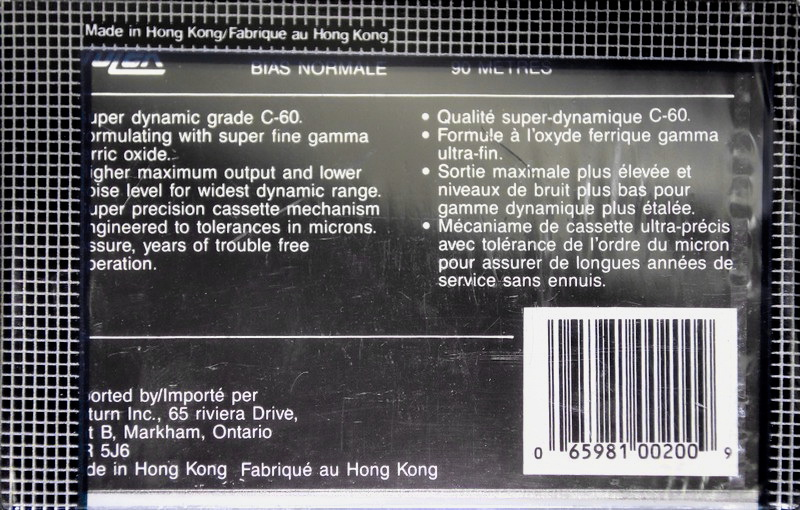 Made in Hong Kong/Fabrique au Hong Kong
BIAS NORMALE 90 METRES
uper dynamic grade C-60.
ormulating with super fine gamma
rric oxide.
gher maximum output and lower
oise level for widest dynamic range.
uper precision cassette mechanism
ngineered to tolerances in microns.
ssure, years of trouble free
peration.
• Qualité super-dynamique C-60.
• Formule à l'oxyde ferrique gamma
ultra-fin.
• Sortie maximale plus élevée et
niveaux de bruit plus bas pour
gamme dynamique plus étalée.
• Mécaniame de cassette ultra-précis
avec tolérance de l'ordre du micron
pour assurer de longues années de
service sans ennuis.
orted by/Importé per
turn Inc., 65 riviera Drive,
t B, Markham, Ontario
R 5J6
de in Hong Kong Fabriqué au Hong Kong
0 65981 00200 9